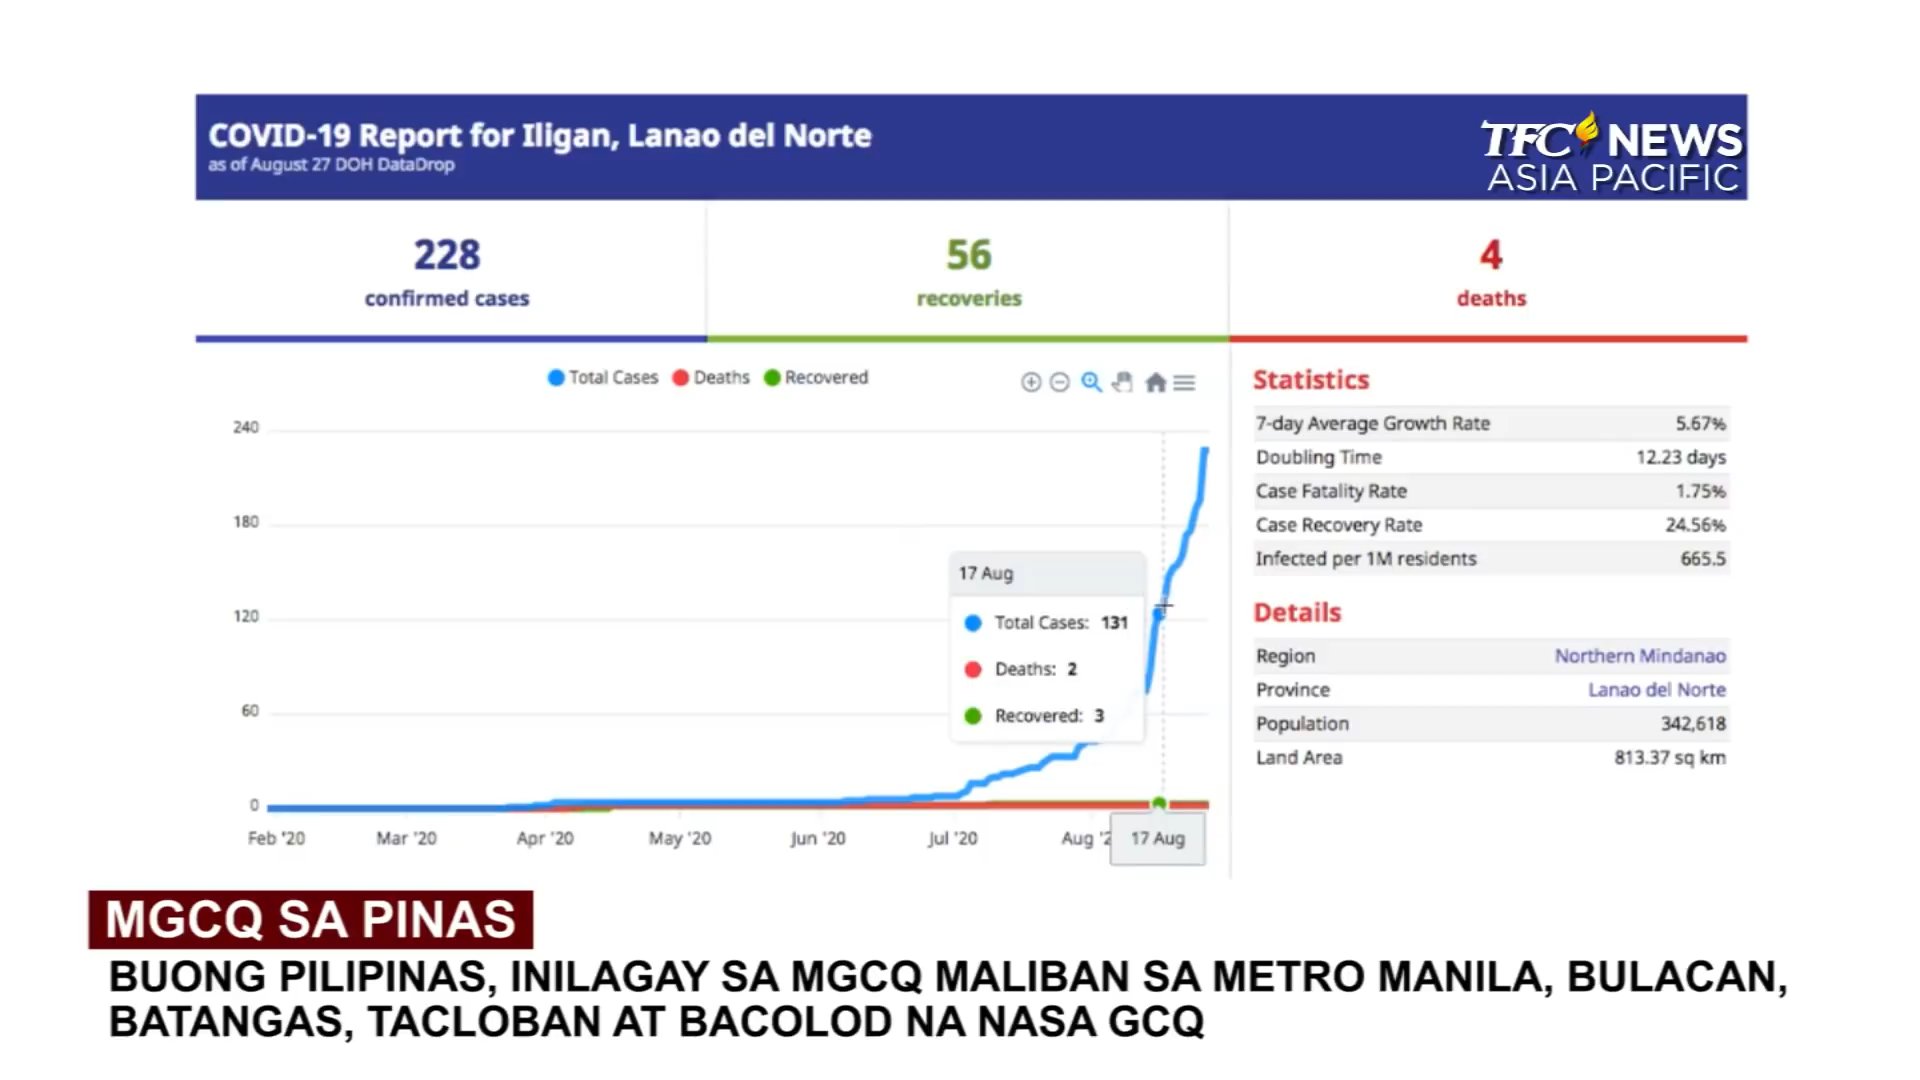 COVID-19 Report for Iligan, Lanao del Norte
as of August 27 DOH DataDrop
TFC NEWS
ASIA PACIFIC
228
confirmed cases
56
recoveries
4
deaths
Total Cases Deaths Recovered
240
180
120
60
0
Feb '20 Mar '20 Apr '20 May '20 Jun '20 Jul '20 Aug '2 17 Aug
17 Aug
Total Cases: 131
Deaths: 2
Recovered: 3
Statistics
7-day Average Growth Rate 5.67%
Doubling Time 12.23 days
Case Fatality Rate 1.75%
Case Recovery Rate 24.56%
Infected per 1M residents 665.5
Details
Region Northern Mindanao
Province Lanao del Norte
Population 342,618
Land Area 813.37 sq km
MGCQ SA PINAS
BUONG PILIPINAS, INILAGAY SA MGCQ MALIBAN SA METRO MANILA, BULACAN,
BATANGAS, TACLOBAN AT BACOLOD NA NASA GCQ